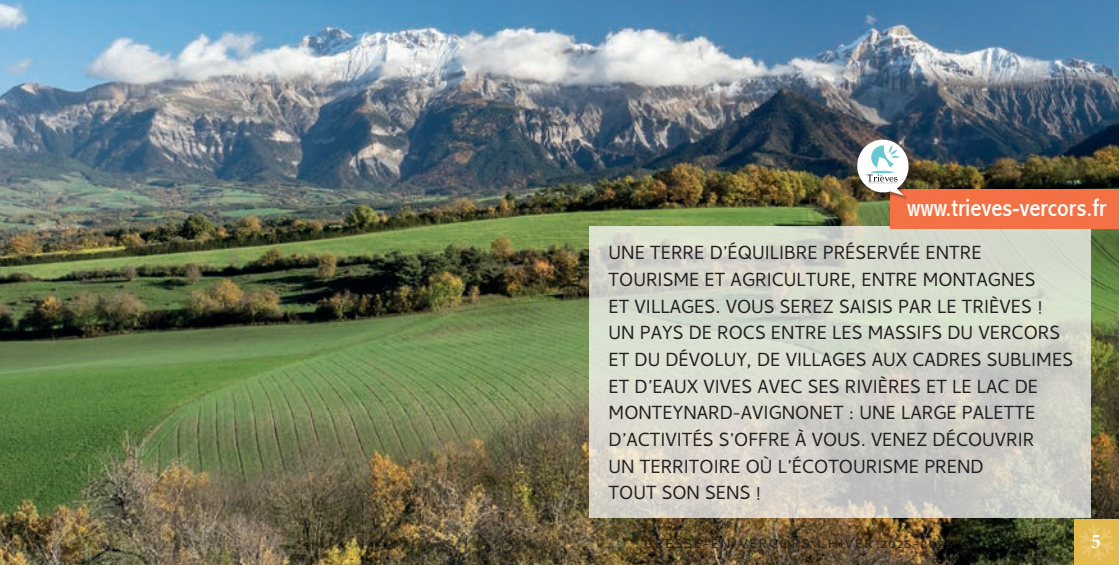 Trièves
www.trieves-vercors.fr
UNE TERRE D'ÉQUILIBRE PRÉSERVÉE ENTRE
TOURISME ET AGRICULTURE, ENTRE MONTAGNES
ET VILLAGES. VOUS SEREZ SAISIS PAR LE TRIÈVES !
UN PAYS DE ROCS ENTRE LES MASSIFS DU VERCORS
ET DU DÉVOLUY, DE VILLAGES AUX CADRES SUBLIMES
ET D'EAUX VIVES AVEC SES RIVIÈRES ET LE LAC DE
MONTEYNARD-AVIGNONET : UNE LARGE PALETTE
D'ACTIVITÉS S'OFFRE À VOUS. VENEZ DÉCOUVRIR
UN TERRITOIRE OÙ L'ÉCOTOURISME PREND
TOUT SON SENS !
EN VERCORS | HIVER
5